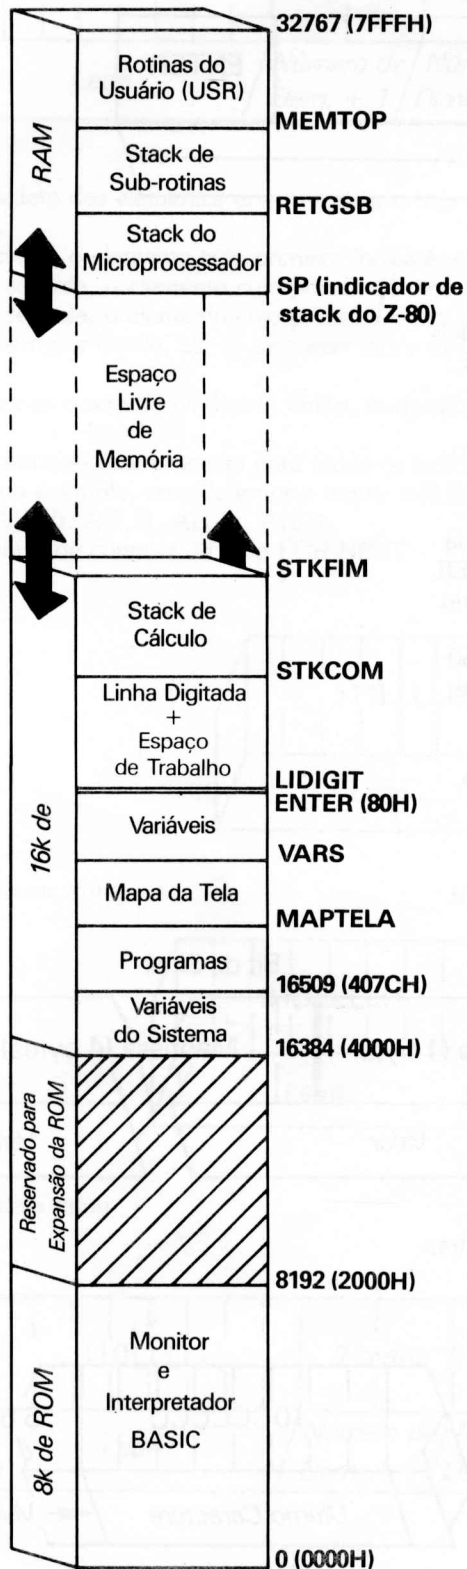 32767 (7FFFH)
Rotinas do
Usuário (USR)
MEMTOP
RAM
Stack de
Sub-rotinas
RETGSB
Stack do
Microprocessador
SP (indicador de
stack do Z-80)
Espaço
Livre
de
Memória
STKFIM
Stack de
Cálculo
STKCOM
Linha Digitada
+
Espaço
de Trabalho
LIDIGIT
ENTER (80H)
16k de
Variáveis
VARS
Mapa da Tela
MAPTELA
Programas
16509 (407CH)
Variáveis
do Sistema
16384 (4000H)
Reservado para
Expansão da ROM
8192 (2000H)
Monitor
e
Interpretador
BASIC
8k de ROM
0 (0000H)